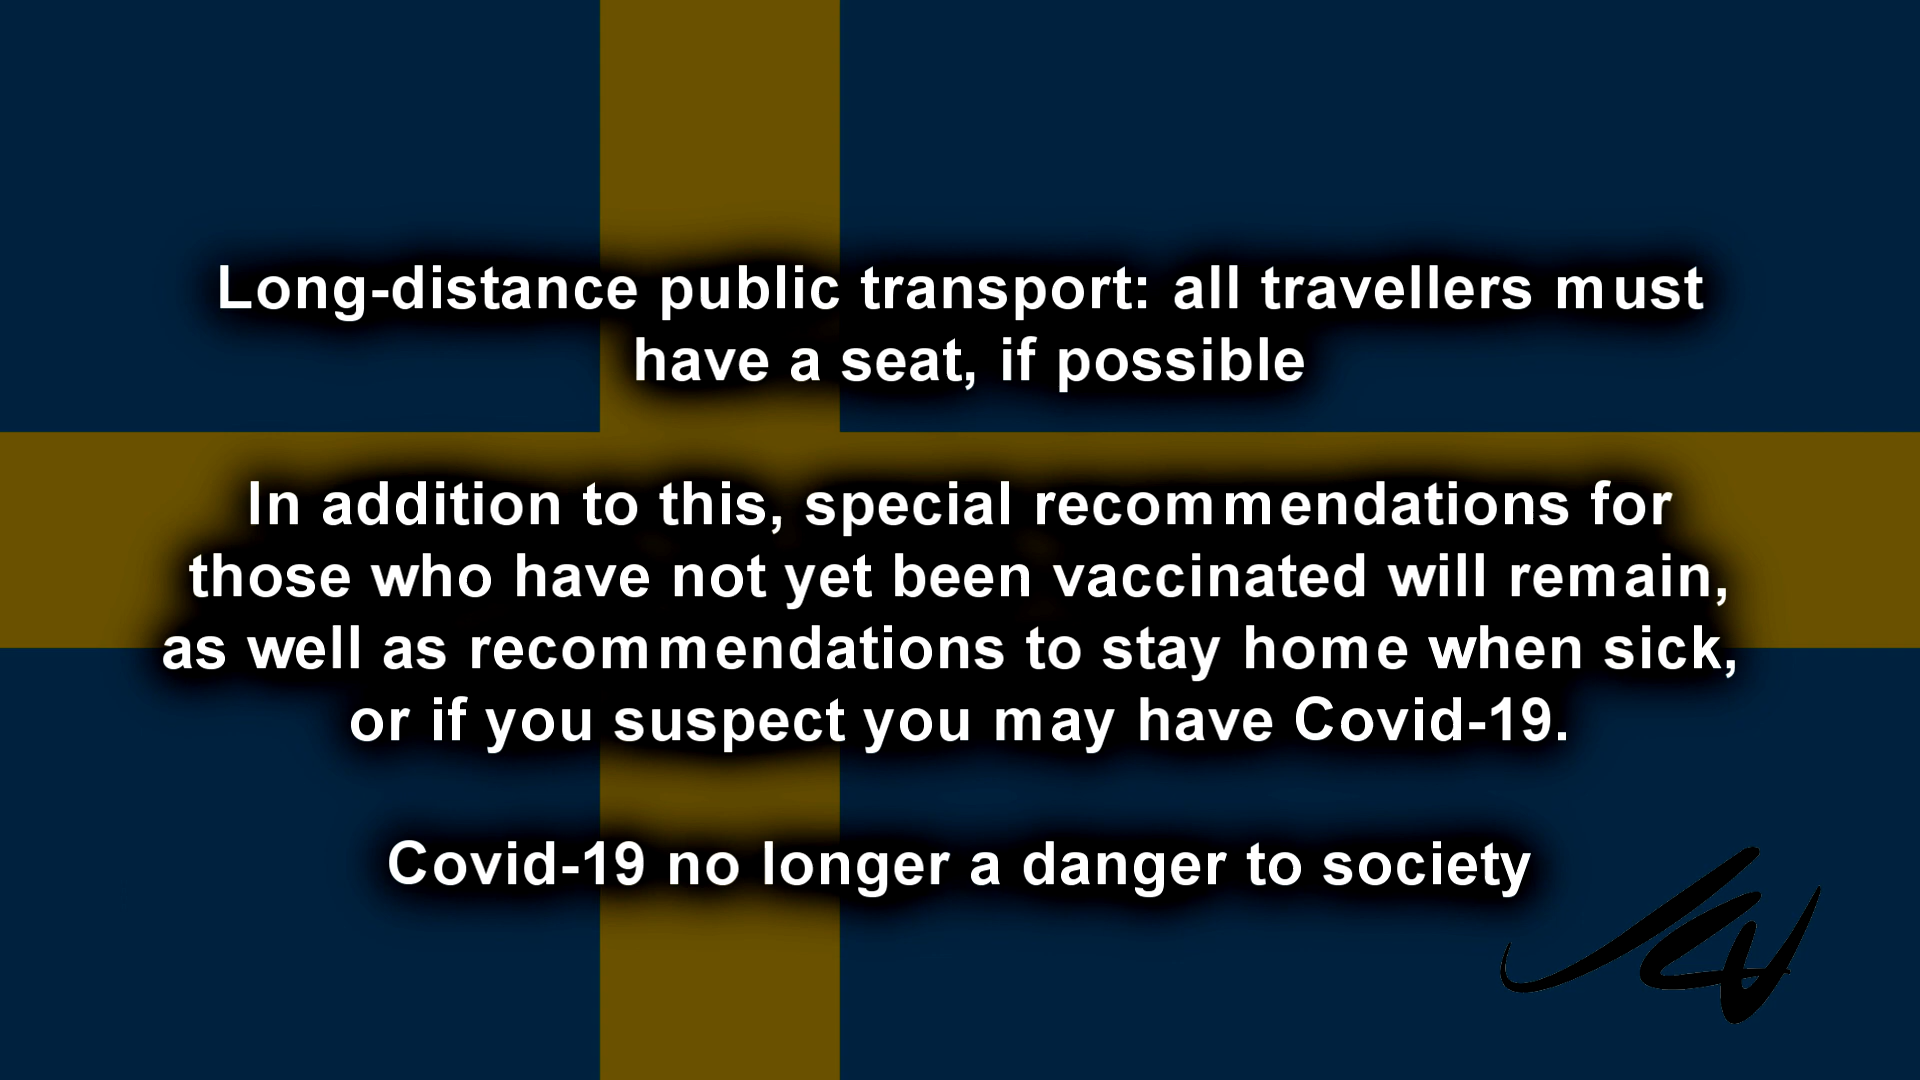 Long-distance public transport: all travellers must
have a seat, if possible
In addition to this, special recommendations for
those who have not yet been vaccinated will remain,
as well as recommendations to stay home when sick,
or if you suspect you may have Covid-19.
Covid-19 no longer a danger to society